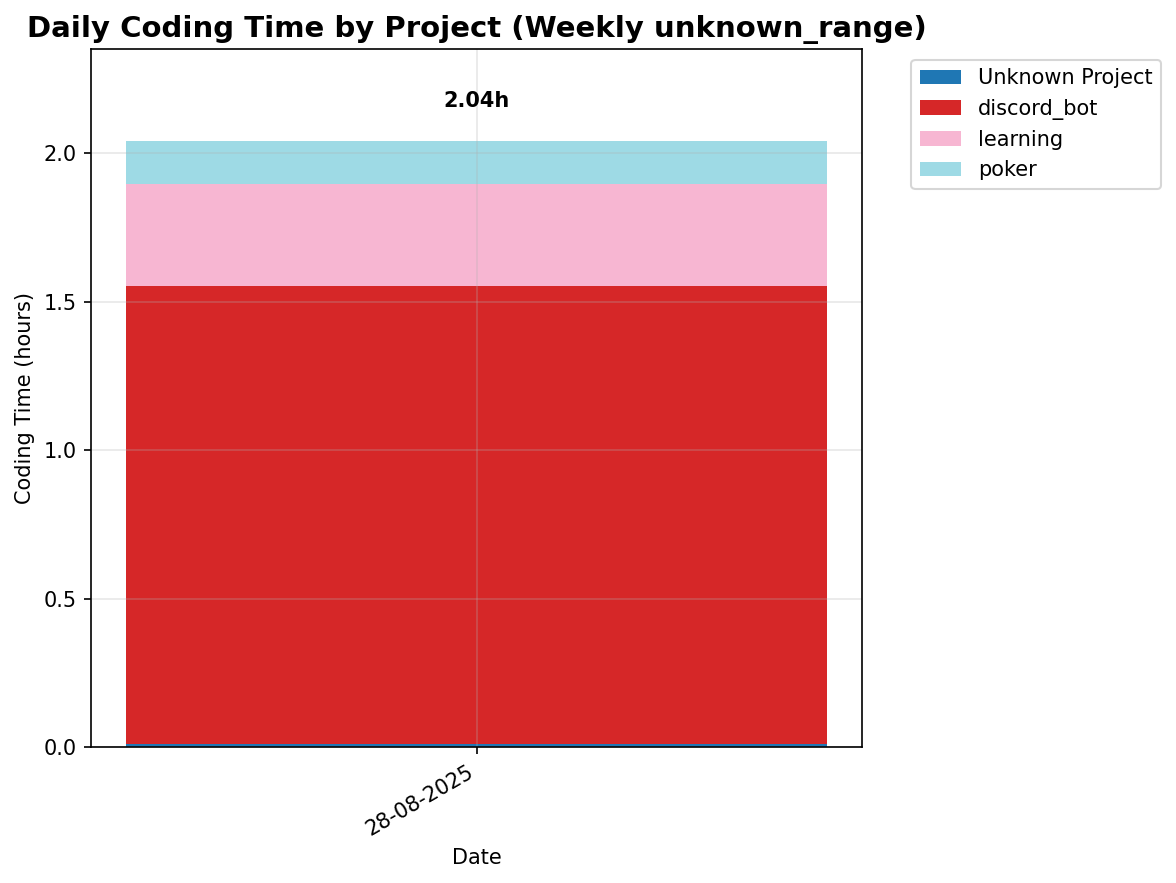 Daily Coding Time by Project (Weekly unknown_range)
Unknown Project
discord_bot
learning
poker
2.04h
2.0
1.5
1.0
0.5
0.0
Coding Time (hours)
28-08-2025
Date